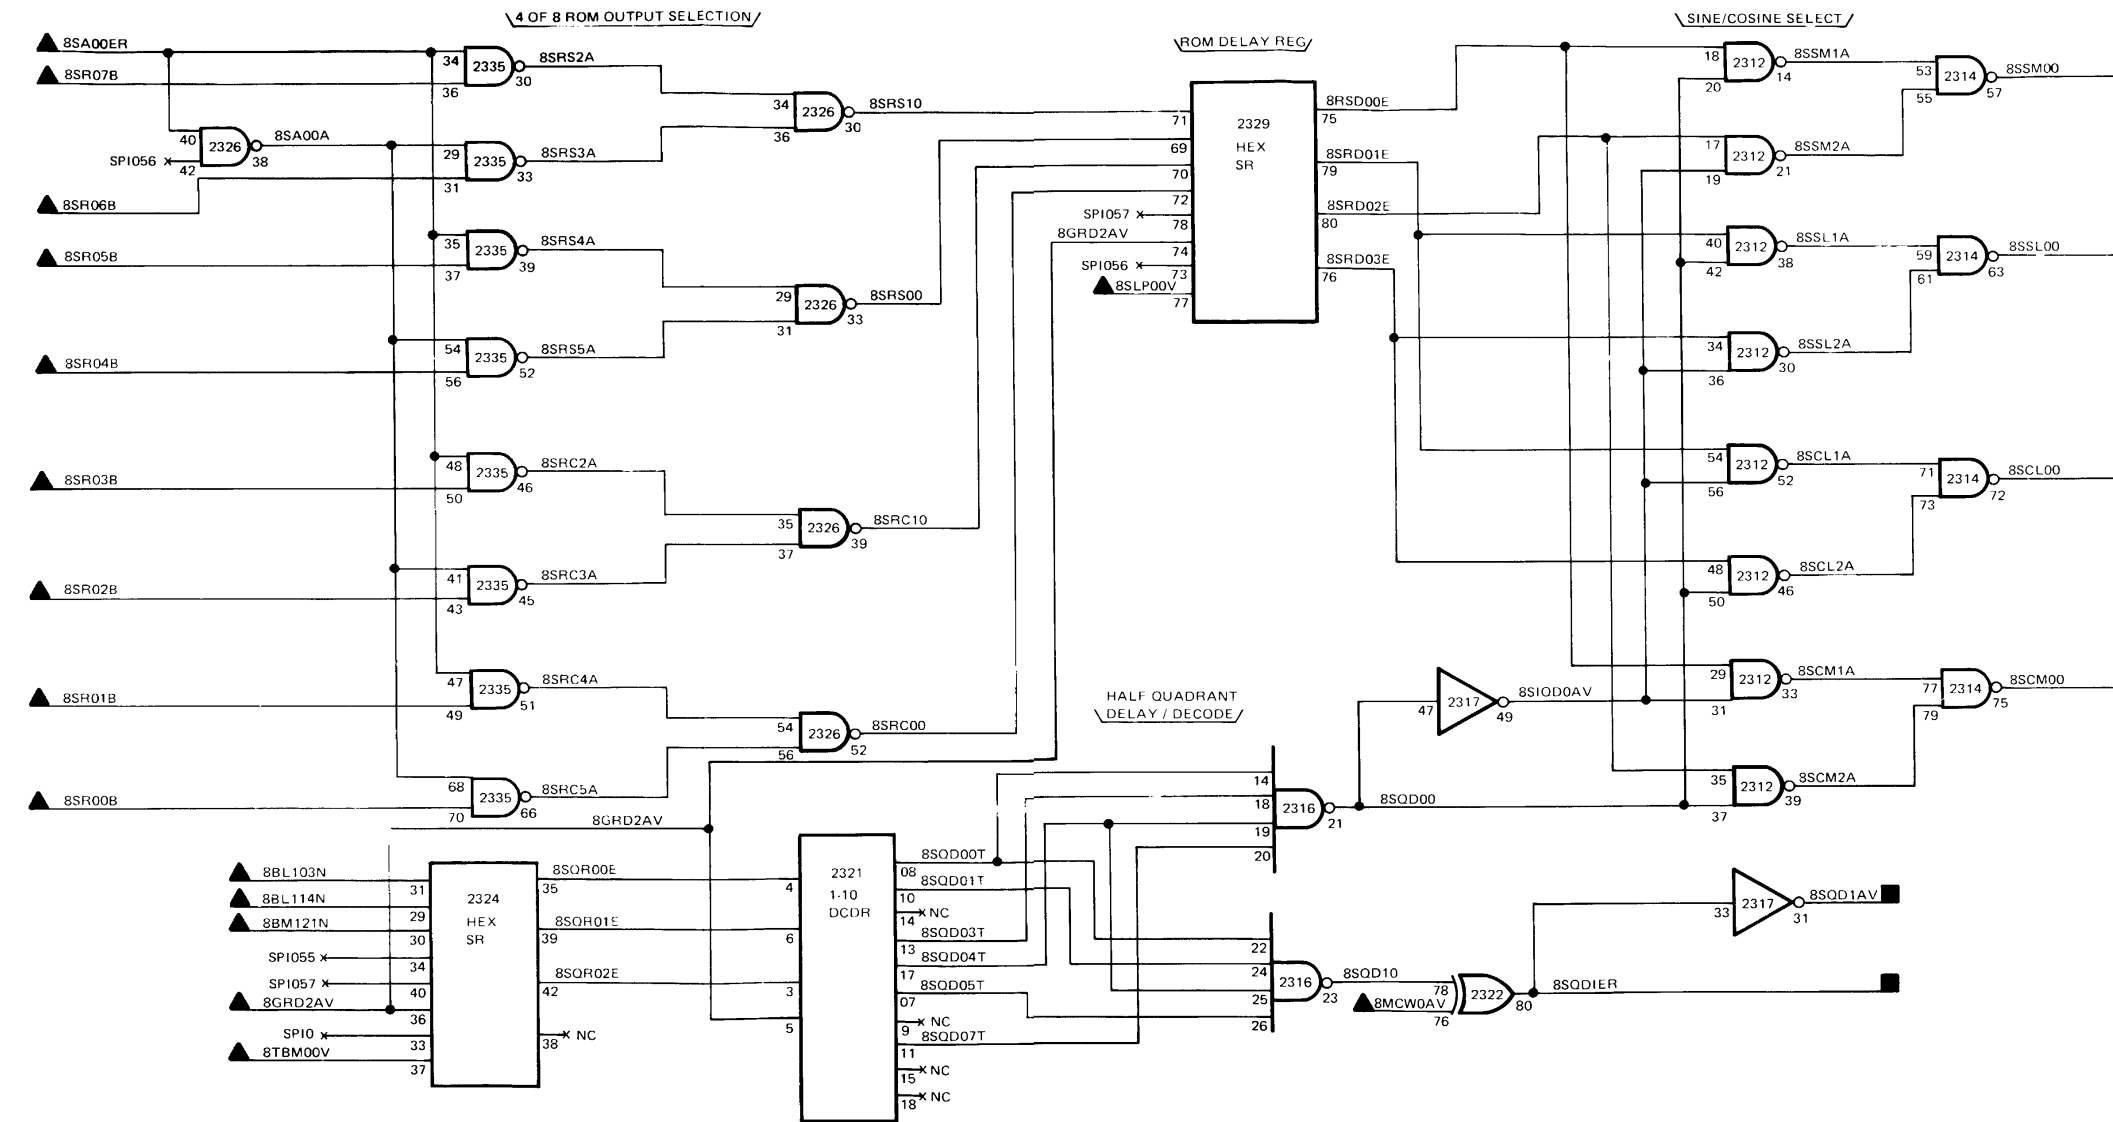 4 OF 8 ROM OUTPUT SELECTION
SINE/COSINE SELECT
ROM DELAY REG
8SA00ER
8SR07B
34
36
2335
30
8SRS2A
40
SPI056
42
2326
38
8SA00A
29
31
2335
33
8SRS3A
8SR06B
34
36
2326
30
8SRS10
8SR05B
35
37
2335
39
8SRS4A
8SR04B
54
56
2335
52
8SRS5A
29
31
2326
33
8SRS00
8SR03B
48
50
2335
46
8SRC2A
8SR02B
41
43
2335
45
8SRC3A
35
37
2326
39
8SRC10
8SR01B
47
49
2335
51
8SRC4A
8SR00B
68
70
2335
66
8SRC5A
54
56
2326
52
8SRC00
8GRD2AV
71
69
70
72
SPI057
78
8GRD2AV
74
SPI056
73
8SLP00V
77
2329
HEX
SR
8RSD00E
75
8SRD01E
79
8SRD02E
80
8SRD03E
76
18
20
2312
14
8SSM1A
17
19
2312
21
8SSM2A
53
55
2314
57
8SSM00
40
42
2312
38
8SSL1A
34
36
2312
30
8SSL2A
59
61
2314
63
8SSL00
54
56
2312
52
8SCL1A
48
50
2312
46
8SCL2A
71
73
2314
72
8SCL00
29
31
2312
33
8SCM1A
35
37
2312
39
8SCM2A
77
79
2314
75
8SCM00
HALF QUADRANT
DELAY / DECODE
47
2317
49
8SIQD0AV
14
18
19
20
2316
21
8SQD00
8BL103N
31
8BL114N
29
8BM121N
30
SPI055
34
SPI057
40
8GRD2AV
36
SPI0
33
8TBM00V
37
2324
HEX
SR
8SQR00E
35
8SQR01E
39
8SQR02E
42
38
NC
4
6
3
5
2321
1-10
DCDR
8SQD00T
08
8SQD01T
10
NC
14
8SQD03T
13
8SQD04T
17
8SQD05T
07
NC
9
8SQD07T
11
NC
15
NC
18
22
24
25
26
2316
23
8SQD10
78
8MCW0AV
76
2322
80
8SQDIER
33
2317
31
8SQD1AV